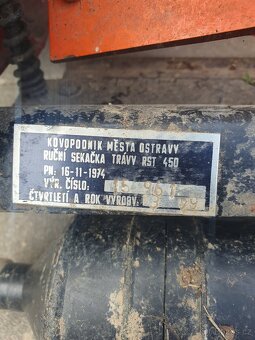 KOVOPODNIK MĚSTA OSTRAVY
RUČNÍ SEKAČKA TRÁVY RST 450
PN: 16-11-1974
VÝR. ČÍSLO:
ČTVRTLETÍ A ROK VÝROBY: